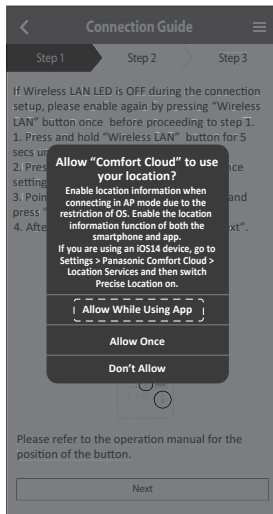 Connection Guide
Step 1
Step 2
Step 3
If Wireless LAN LED is OFF during the connection
setup, please enable again by pressing "Wireless
LAN" button once before proceeding to step 1.
1. Press and hold "Wireless LAN" button for 5
secs
2.
setting
3.
and
press "
4.
Allow "Comfort Cloud" to use
your location?
Enable location information when
connecting in AP mode due to the
restriction of OS. Enable the location
information function of both the
smartphone and app.
If you are using an iOS14 device, go to
Settings > Panasonic Comfort Cloud >
Location Services and then switch
Precise Location on.
Allow While Using App
Allow Once
Don't Allow
Please refer to the operation manual for the
position of the button.
Next